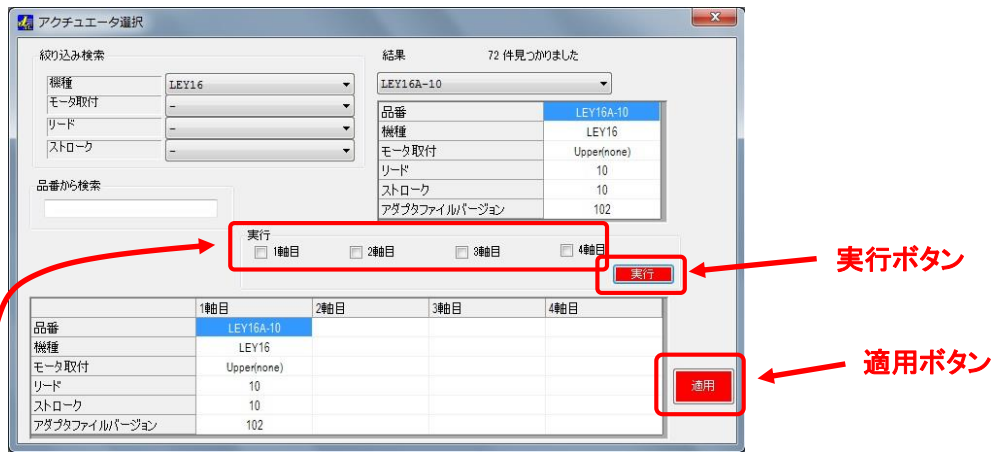 アクチュエータ選択
絞り込み検索
機種 LEY16
モータ取付 -
リード -
ストローク -
品番から検索
結果 72 件見つかりました
LEY16A-10
品番 LEY16A-10
機種 LEY16
モータ取付 Upper(none)
リード 10
ストローク 10
アダプタファイルバージョン 102
実行
1軸目 2軸目 3軸目 4軸目
実行
実行ボタン
1軸目 2軸目 3軸目 4軸目
品番 LEY16A-10
機種 LEY16
モータ取付 Upper(none)
リード 10
ストローク 10
アダプタファイルバージョン 102
適用
適用ボタン